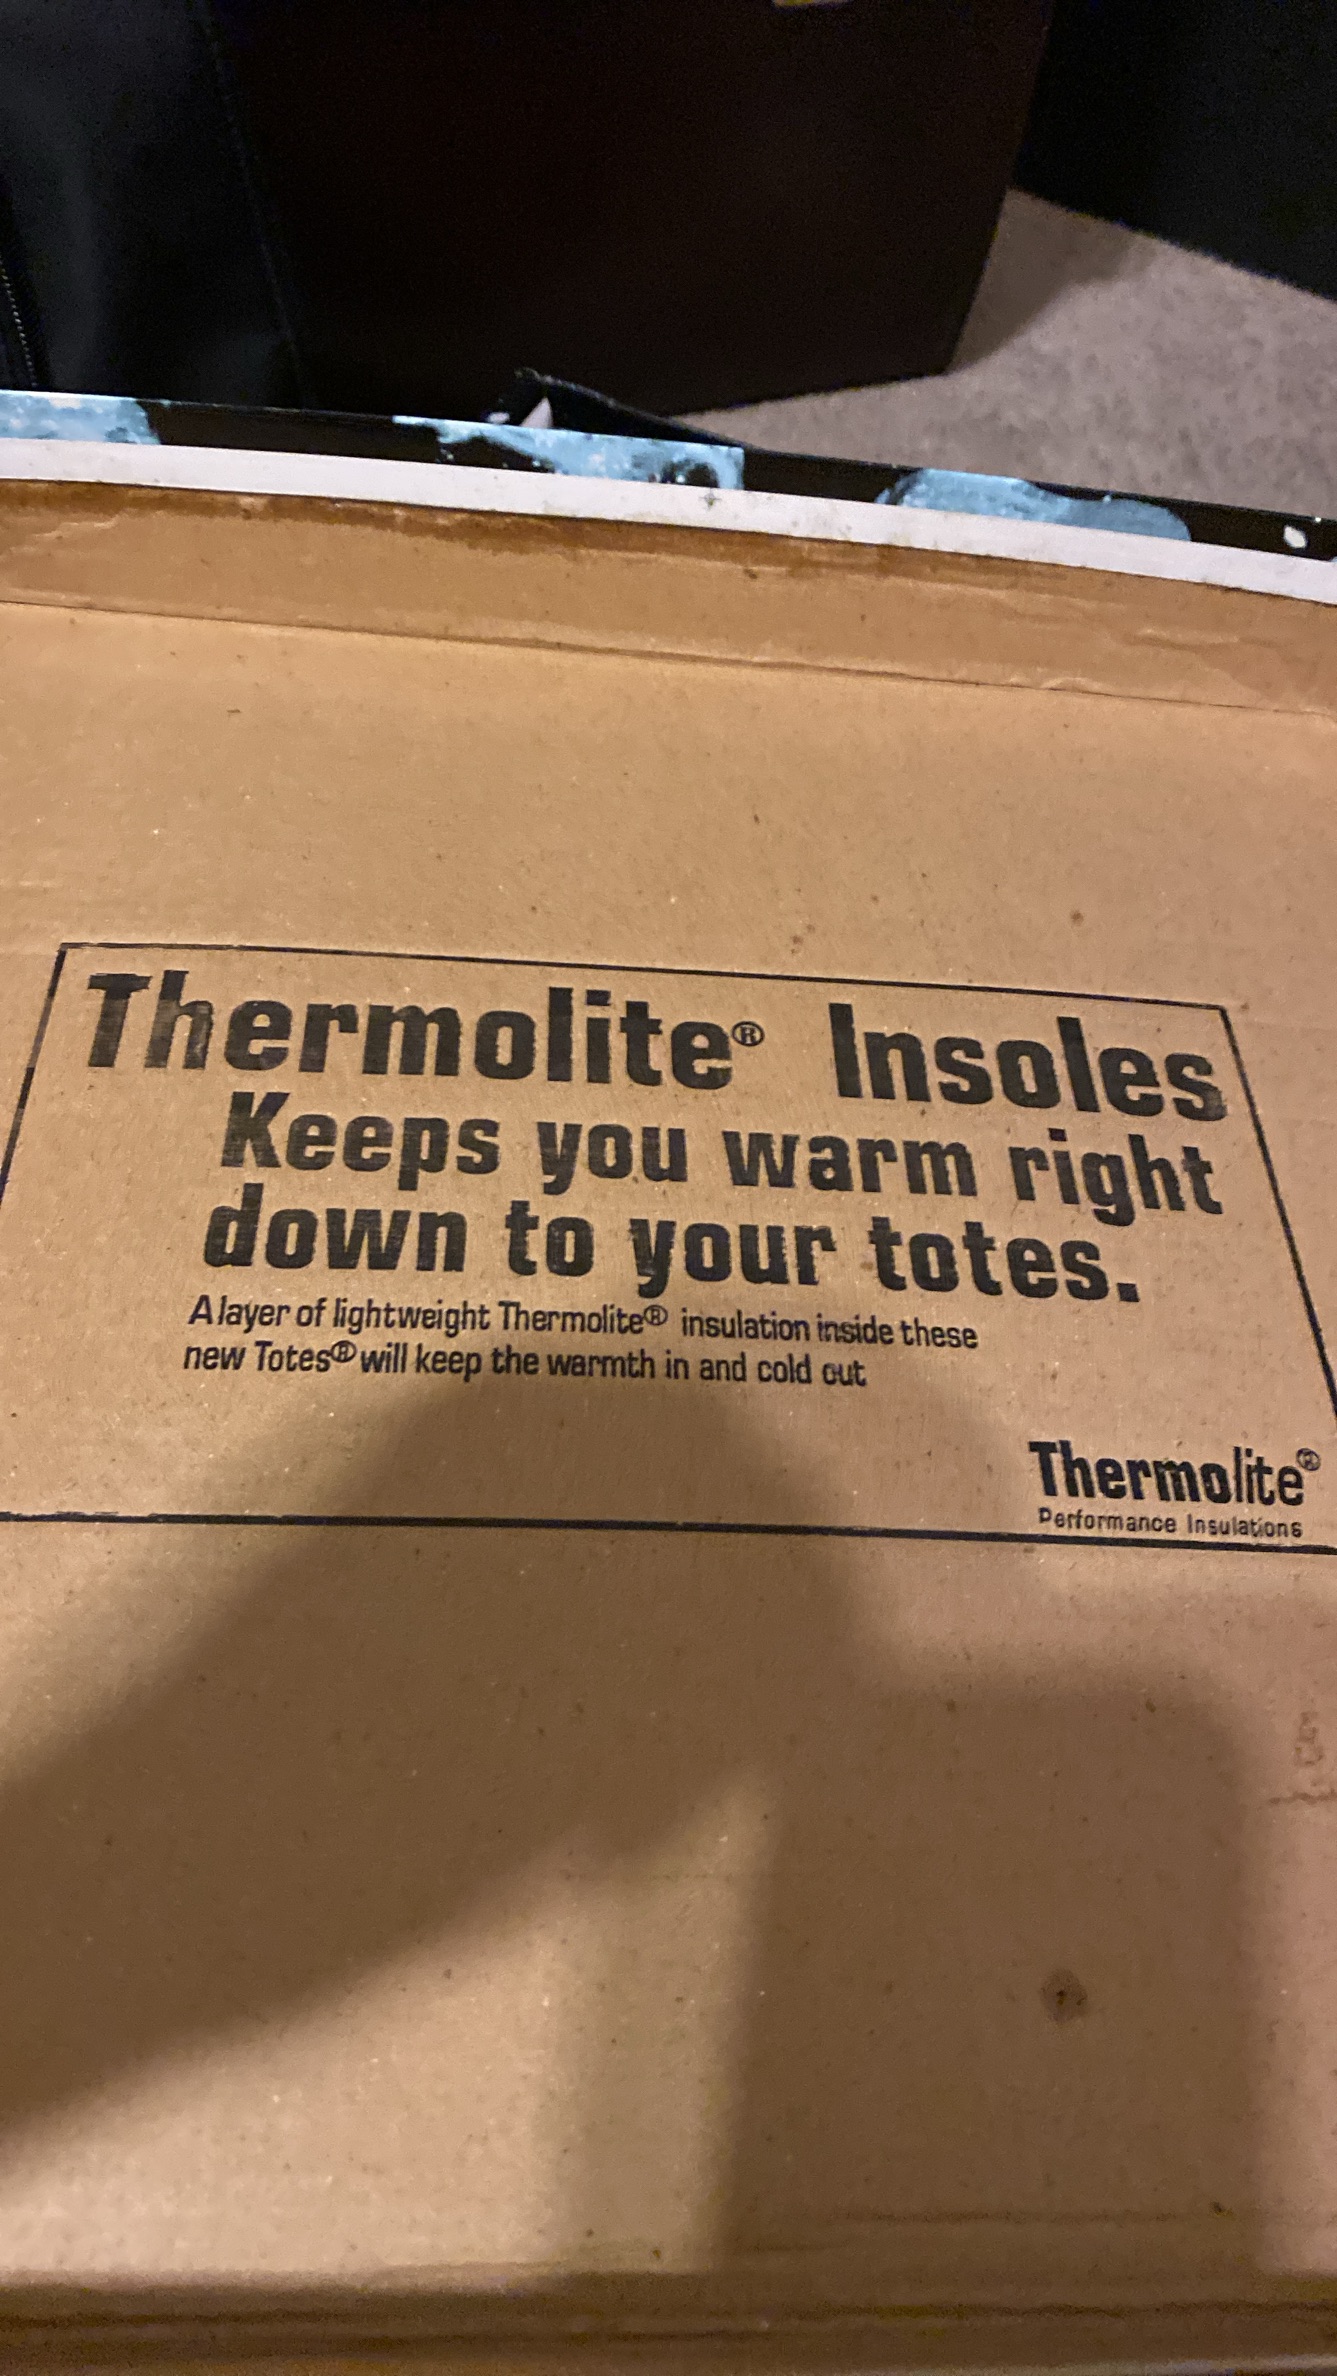 Thermolite® Insoles
Keeps you warm right
down to your totes.
A layer of lightweight Thermolite® insulation inside these
new Totes® will keep the warmth in and cold out
Thermolite®
Performance Insulations